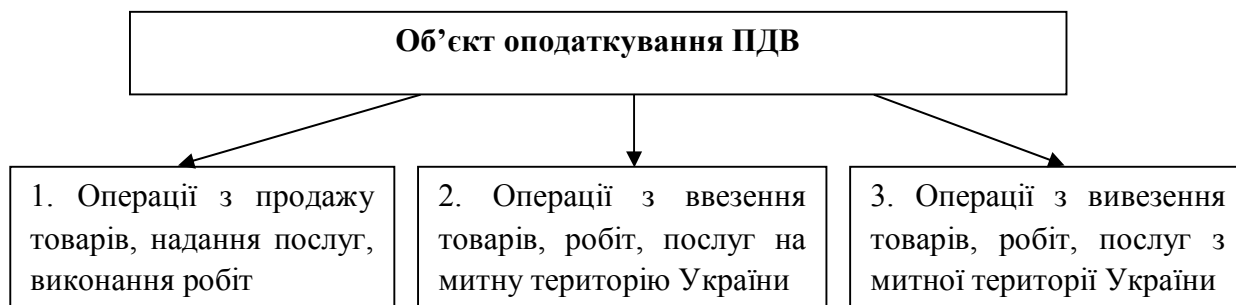 Об’єкт оподаткування ПДВ
1. Операції з продажу
товарів, надання послуг,
виконання робіт
2. Операції з ввезення
товарів, робіт, послуг на
митну територію України
3. Операції з вивезення
товарів, робіт, послуг з
митної території України